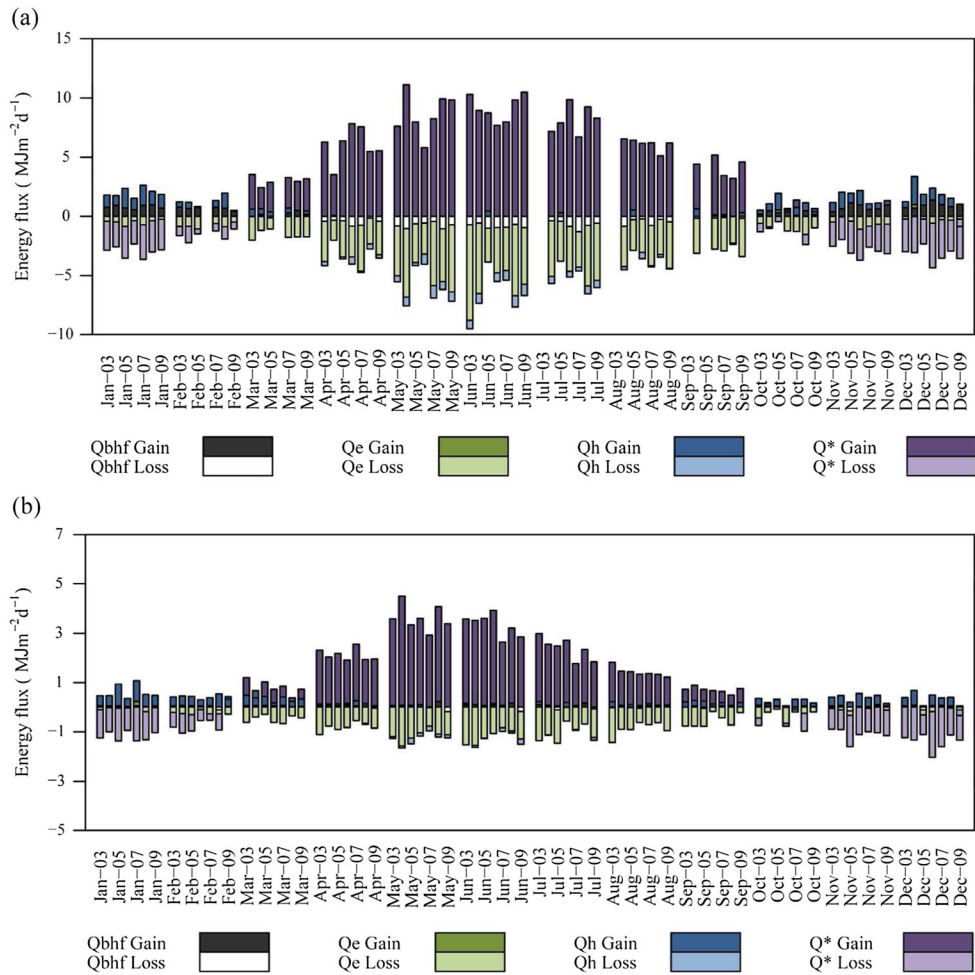 (a)
15
10
5
0
−5
−10
Energy flux ( MJm−2d−1)
Jan−03
Jan−05
Jan−07
Jan−09
Feb−03
Feb−05
Feb−07
Feb−09
Mar−03
Mar−05
Mar−07
Mar−09
Apr−03
Apr−05
Apr−07
Apr−09
May−03
May−05
May−07
May−09
Jun−03
Jun−05
Jun−07
Jun−09
Jul−03
Jul−05
Jul−07
Jul−09
Aug−03
Aug−05
Aug−07
Aug−09
Sep−03
Sep−05
Sep−07
Sep−09
Oct−03
Oct−05
Oct−07
Oct−09
Nov−03
Nov−05
Nov−07
Nov−09
Dec−03
Dec−05
Dec−07
Dec−09
Qbhf Gain Qe Gain Qh Gain Q* Gain
Qbhf Loss Qe Loss Qh Loss Q* Loss
(b)
7
5
3
1
−1
−3
−5
Energy flux ( MJm−2d−1)
Jan−03
Jan−05
Jan−07
Jan−09
Feb−03
Feb−05
Feb−07
Feb−09
Mar−03
Mar−05
Mar−07
Mar−09
Apr−03
Apr−05
Apr−07
Apr−09
May−03
May−05
May−07
May−09
Jun−03
Jun−05
Jun−07
Jun−09
Jul−03
Jul−05
Jul−07
Jul−09
Aug−03
Aug−05
Aug−07
Aug−09
Sep−03
Sep−05
Sep−07
Sep−09
Oct−03
Oct−05
Oct−07
Oct−09
Nov−03
Nov−05
Nov−07
Nov−09
Dec−03
Dec−05
Dec−07
Dec−09
Qbhf Gain Qe Gain Qh Gain Q* Gain
Qbhf Loss Qe Loss Qh Loss Q* Loss